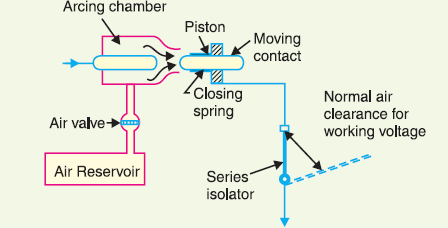 Arcing chamber
Piston
Moving
contact
Closing
spring
Normal air
clearance for
working voltage
Air valve
Air Reservoir
Series
isolator